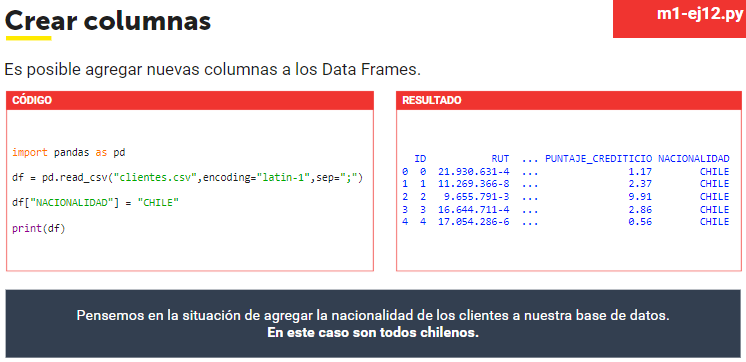 Crear columnas
m1-ej12.py
Es posible agregar nuevas columnas a los Data Frames.
CÓDIGO
import pandas as pd
df = pd.read_csv("clientes.csv",encoding="latin-1",sep=";")
df["NACIONALIDAD"] = "CHILE"
print(df)
RESULTADO
ID RUT ... PUNTAJE_CREDITICIO NACIONALIDAD
0 0 21.930.631-4 ... 1.17 CHILE
1 1 11.269.366-8 ... 2.37 CHILE
2 2 9.655.791-3 ... 9.91 CHILE
3 3 16.644.711-4 ... 2.86 CHILE
4 4 17.054.286-6 ... 0.56 CHILE
Pensemos en la situación de agregar la nacionalidad de los clientes a nuestra base de datos.
En este caso son todos chilenos.